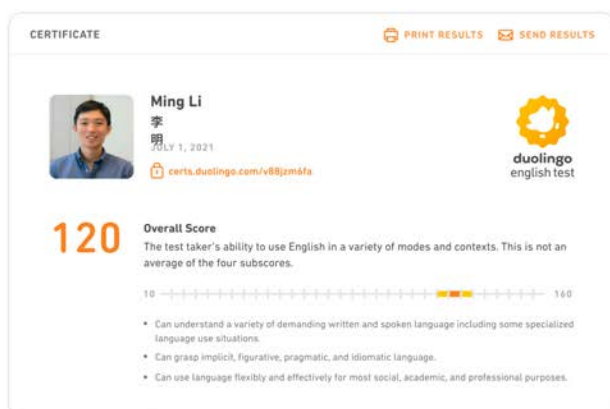 CERTIFICATE
PRINT RESULTS
SEND RESULTS
Ming Li
李
明
JULY 1, 2021
certs.duolingo.com/v88jzm6fa
duolingo
english test
120
Overall Score
The test taker's ability to use English in a variety of modes and contexts. This is not an
average of the four subscores.
10
160
• Can understand a variety of demanding written and spoken language including some specialized
language use situations.
• Can grasp implicit, figurative, pragmatic, and idiomatic language.
• Can use language flexibly and effectively for most social, academic, and professional purposes.